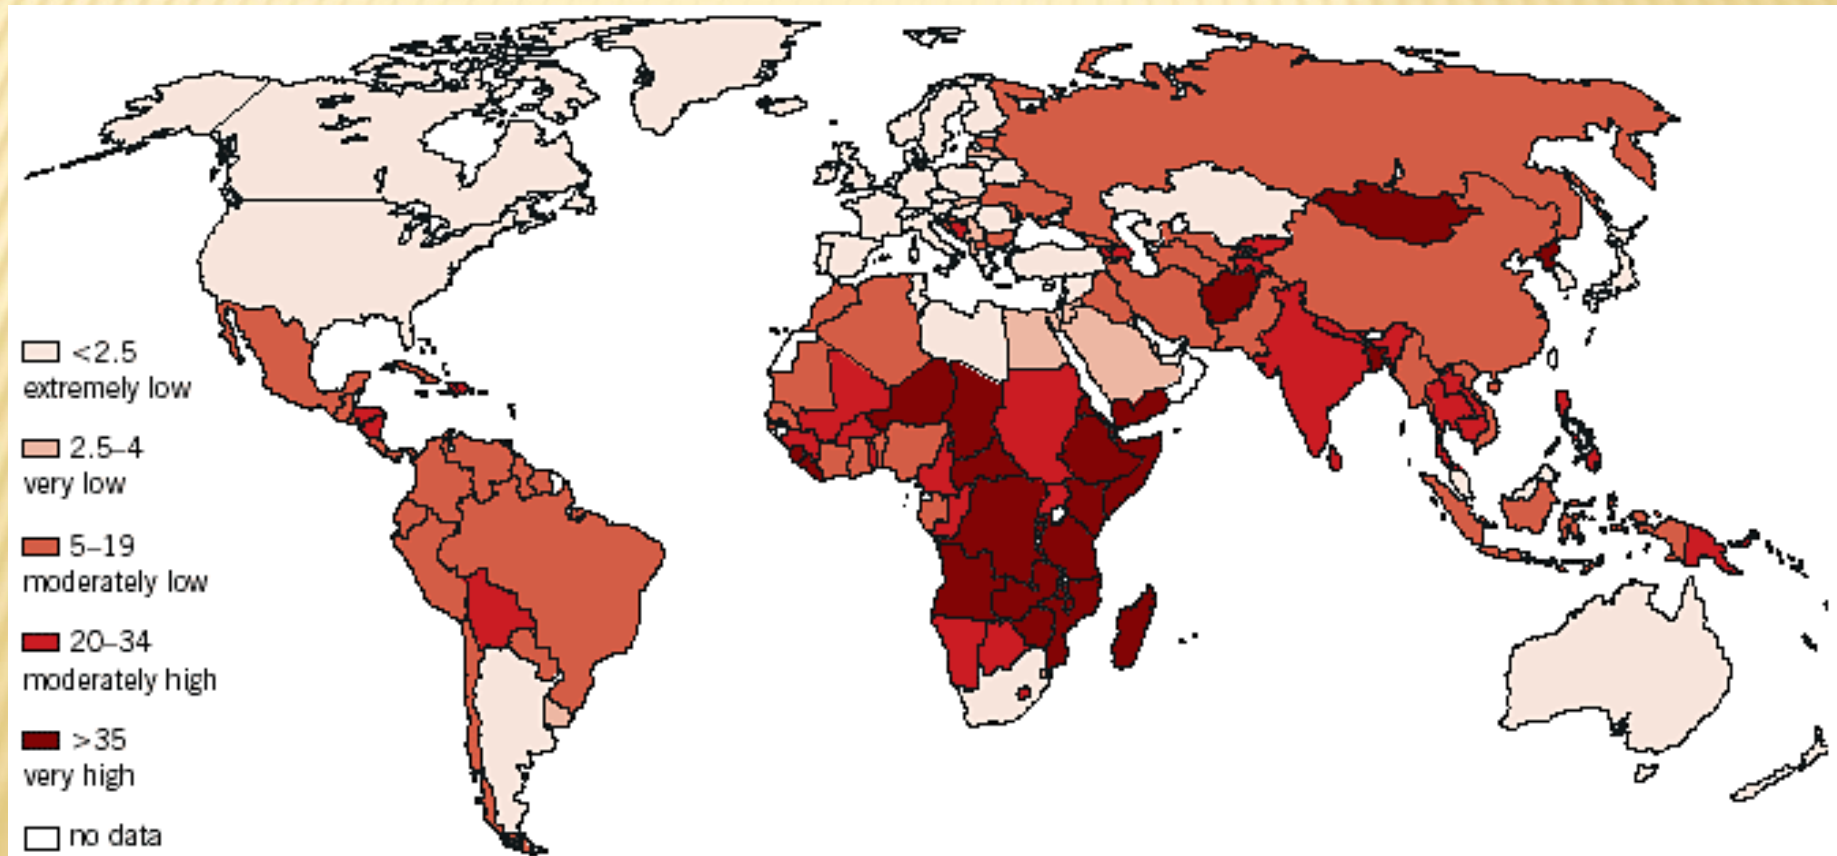 <2.5
extremely low
2.5–4
very low
5–19
moderately low
20–34
moderately high
>35
very high
no data